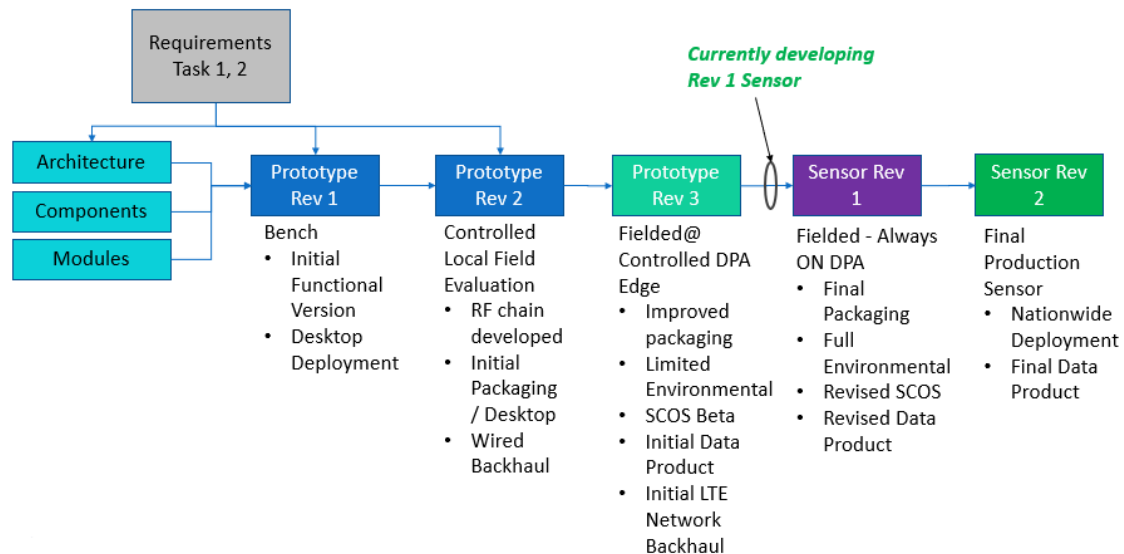 Requirements
Task 1, 2
Currently developing
Rev 1 Sensor
Architecture
Components
Modules
Prototype
Rev 1
Prototype
Rev 2
Prototype
Rev 3
Sensor Rev
1
Sensor Rev
2
Bench
• Initial
Functional
Version
• Desktop
Deployment
Controlled
Local Field
Evaluation
• RF chain
developed
• Initial
Packaging
/ Desktop
• Wired
Backhaul
Fielded@
Controlled DPA
Edge
• Improved
packaging
• Limited
Environmental
• SCOS Beta
• Initial Data
Product
• Initial LTE
Network
Backhaul
Fielded - Always
ON DPA
• Final
Packaging
• Full
Environmental
• Revised SCOS
• Revised Data
Product
Final
Production
Sensor
• Nationwide
Deployment
• Final Data
Product